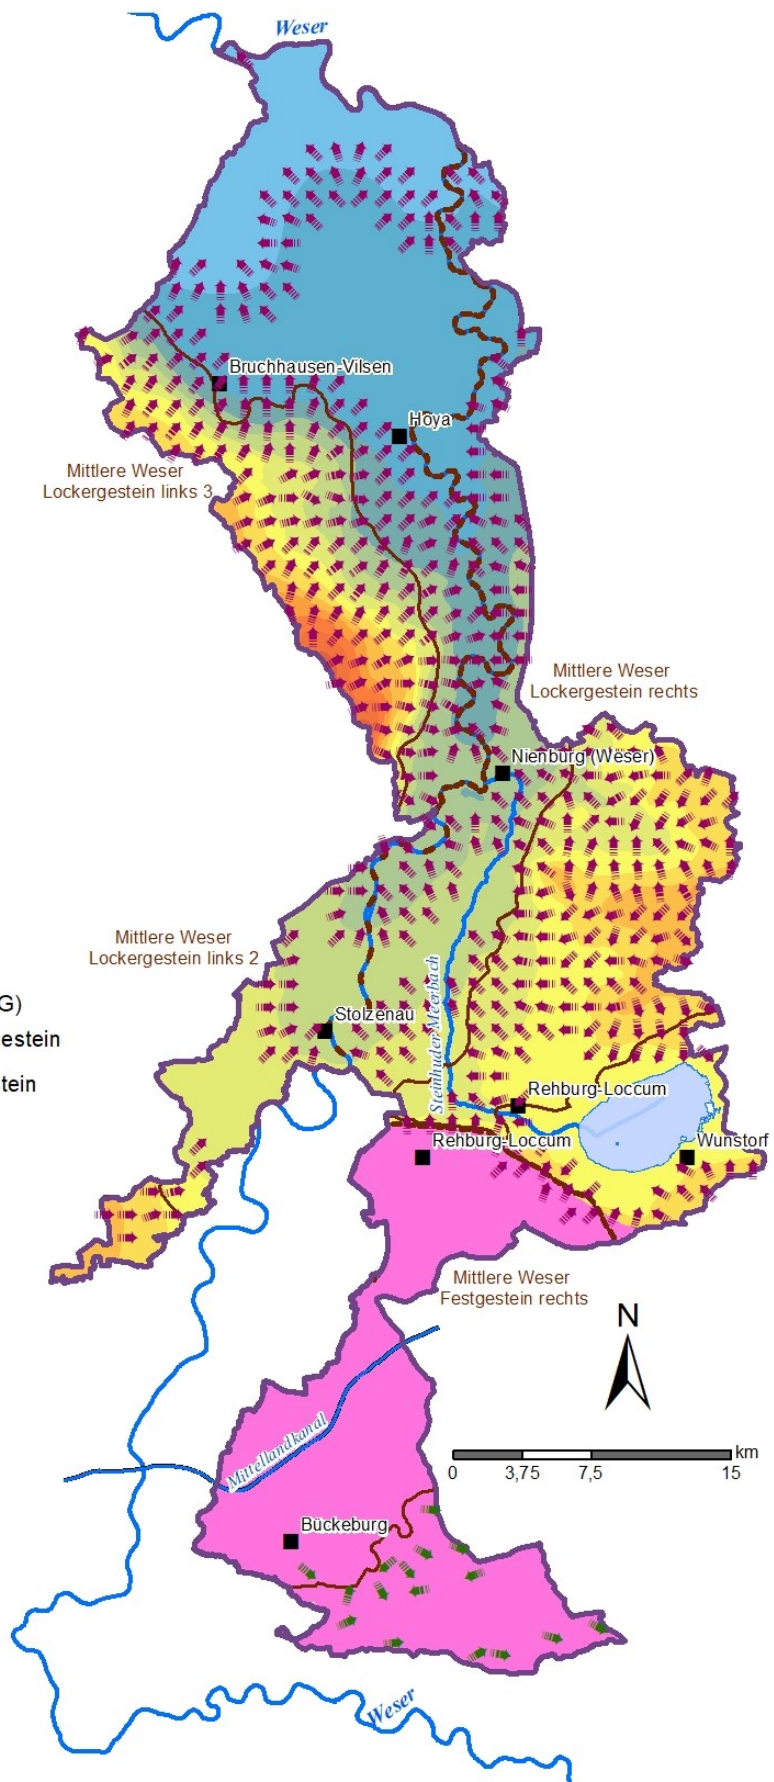 Weser
Bruchhausen-Vilsen
Hoya
Mittlere Weser
Lockergestein links 3
Mittlere Weser
Lockergestein rechts
Nienburg (Weser)
Mittlere Weser
Lockergestein links 2
Steinhuder Meerbach
G)
Stolzenau
gestein
stein
Rehburg-Loccum
Rehburg-Loccum
Wunstorf
Mittlere Weser
Festgestein rechts
N
km
0 3,75 7,5 15
Mittellandkanal
Bückeburg
Weser